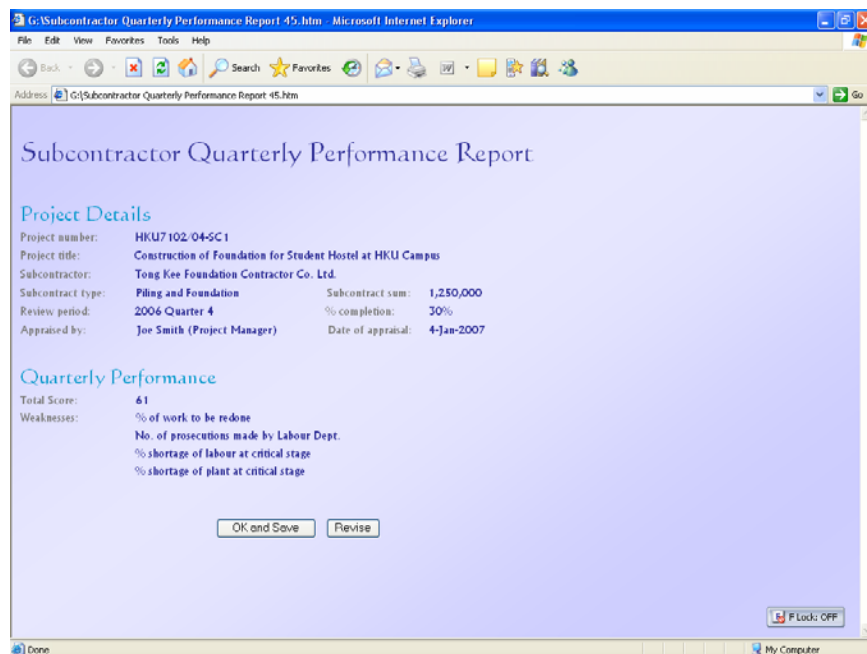 G:\Subcontractor Quarterly Performance Report 45.htm - Microsoft Internet Explorer
File Edit View Favorites Tools Help
Back Search Favorites
Address G:\Subcontractor Quarterly Performance Report 45.htm Go
Subcontractor Quarterly Performance Report
Project Details
Project number: HKU7102/04-SC1
Project title: Construction of Foundation for Student Hostel at HKU Campus
Subcontractor: Tong Kee Foundation Contractor Co. Ltd.
Subcontract type: Piling and Foundation Subcontract sum: 1,250,000
Review period: 2006 Quarter 4 % completion: 30%
Appraised by: Joe Smith (Project Manager) Date of appraisal: 4-Jan-2007
Quarterly Performance
Total Score: 61
Weaknesses: % of work to be redone
No. of prosecutions made by Labour Dept.
% shortage of labour at critical stage
% shortage of plant at critical stage
OK and Save Revise
F Lock: OFF
Done My Computer